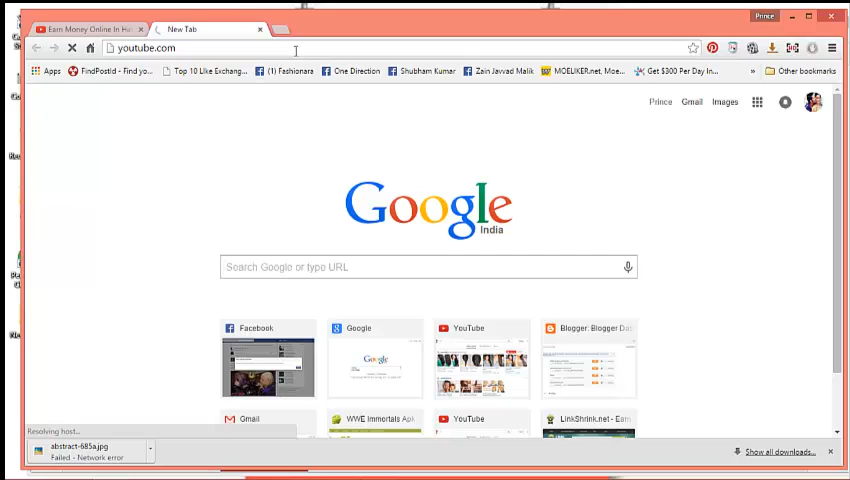 Prince
Earn Money Online In H
New Tab
youtube.com
Apps
FindPostId - Find yo...
Top 10 Like Exchang...
(1) Fashionara
One Direction
Shubham Kumar
Zain Javvad Malik
MOELIKER.net, Moe...
Get $300 Per Day In...
»
Other bookmarks
Prince
Gmail
Images
Google
India
Search Google or type URL
Facebook
Google
YouTube
Blogger: Blogger Da
Gmail
WWE Immortals Apk
YouTube
LinkShrink.net - Earn
Resolving host...
abstract-685a.jpg
Failed - Network error
Show all downloads...